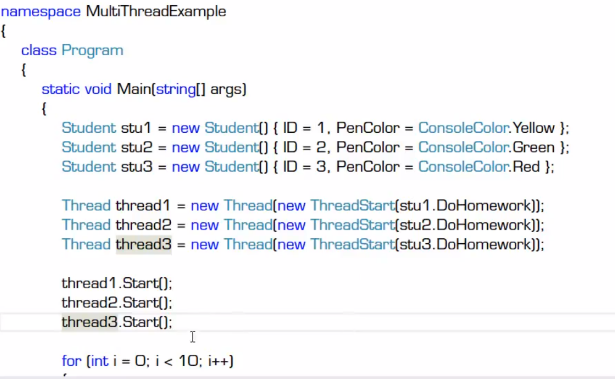 namespace MultiThreadExample
{
class Program
{
static void Main(string[] args)
{
Student stu1 = new Student() { ID = 1, PenColor = ConsoleColor.Yellow };
Student stu2 = new Student() { ID = 2, PenColor = ConsoleColor.Green };
Student stu3 = new Student() { ID = 3, PenColor = ConsoleColor.Red };
Thread thread1 = new Thread(new ThreadStart(stu1.DoHomework));
Thread thread2 = new Thread(new ThreadStart(stu2.DoHomework));
Thread thread3 = new Thread(new ThreadStart(stu3.DoHomework));
thread1.Start();
thread2.Start();
thread3.Start();
for (int i = 0; i < 10; i++)